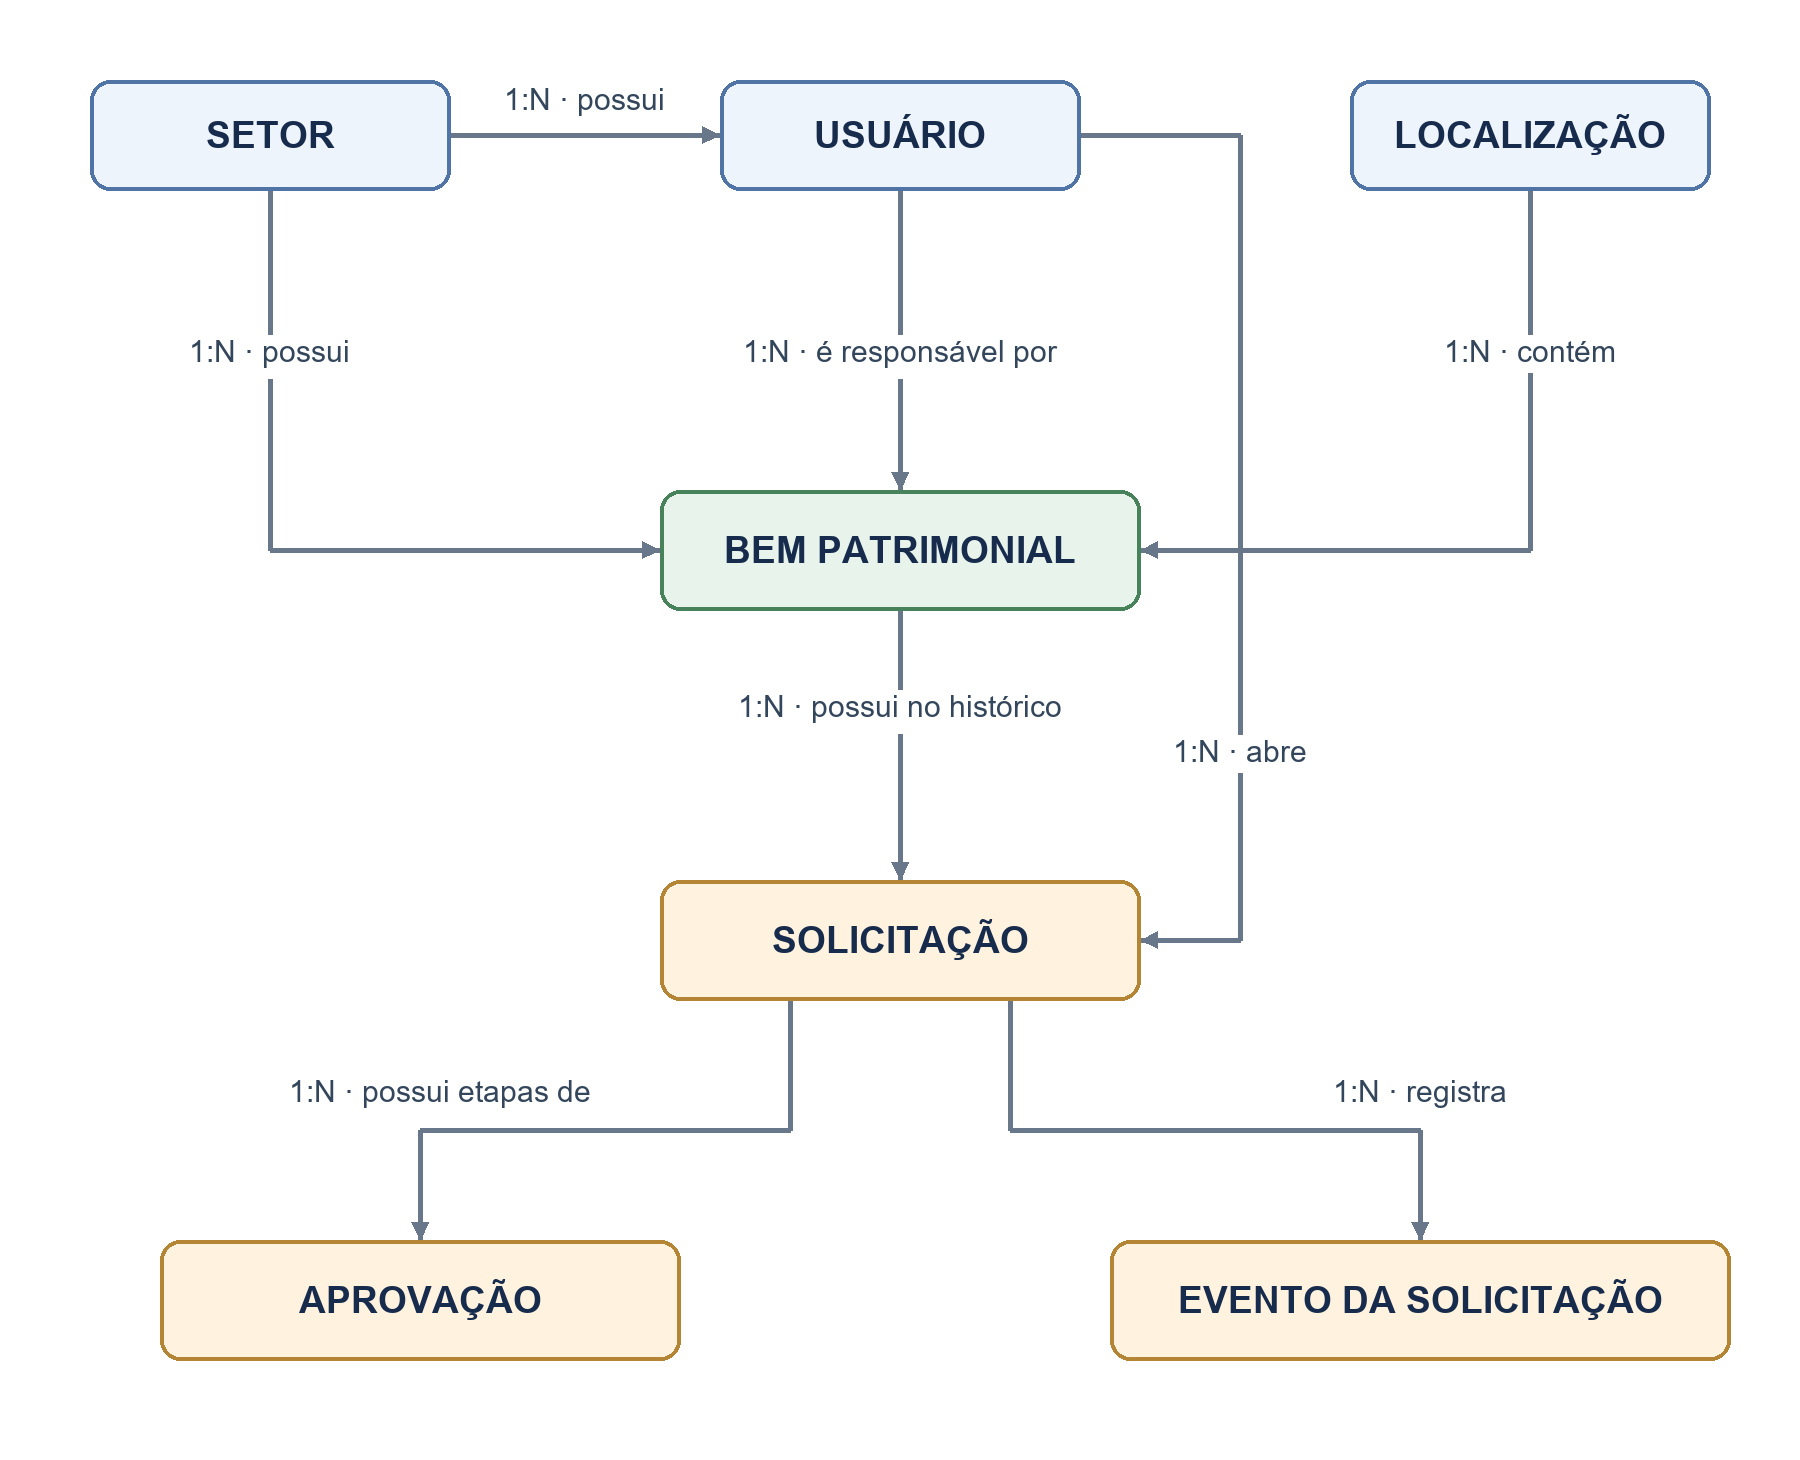 1:N · possui
SETOR
USUÁRIO
LOCALIZAÇÃO
1:N · possui
1:N · é responsável por
1:N · contém
BEM PATRIMONIAL
1:N · possui no histórico
1:N · abre
SOLICITAÇÃO
1:N · possui etapas de
1:N · registra
APROVAÇÃO
EVENTO DA SOLICITAÇÃO